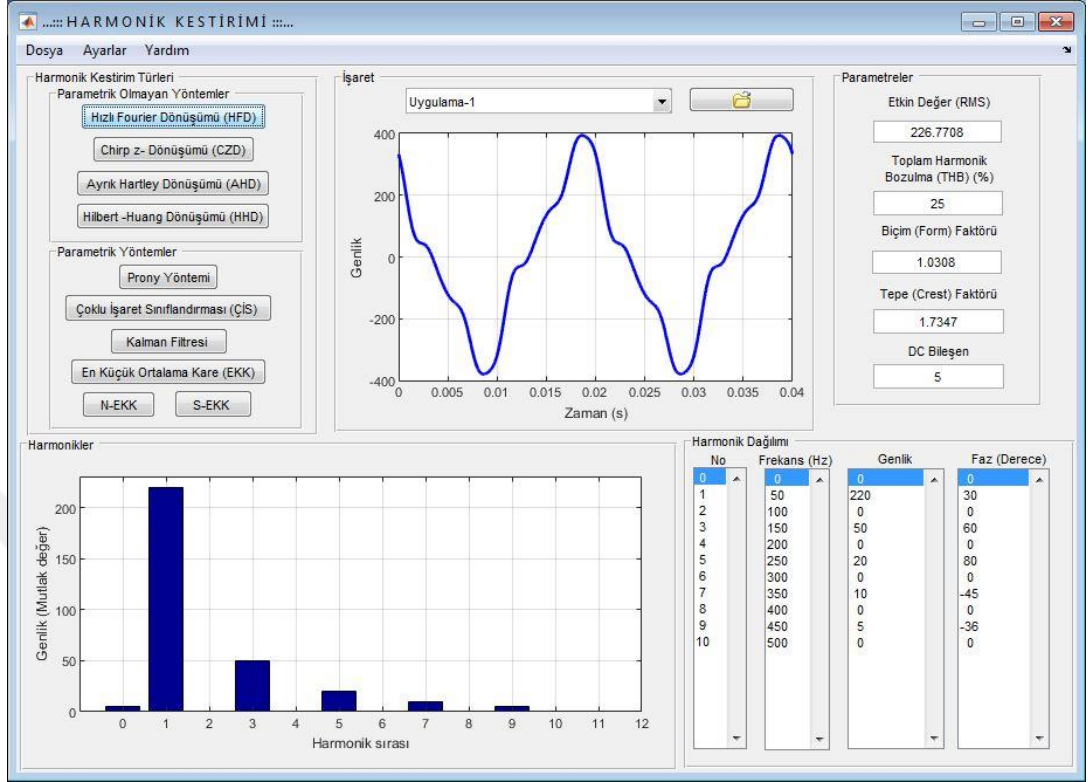 ...::: HARMONİK KESTİRİMİ :::...
Dosya Ayarlar Yardım
Harmonik Kestirim Türleri
Parametrik Olmayan Yöntemler
Hızlı Fourier Dönüşümü (HFD)
Chirp z- Dönüşümü (CZD)
Ayrık Hartley Dönüşümü (AHD)
Hilbert -Huang Dönüşümü (HHD)
Parametrik Yöntemler
Prony Yöntemi
Çoklu İşaret Sınıflandırması (ÇİS)
Kalman Filtresi
En Küçük Ortalama Kare (EKK)
N-EKK S-EKK
İşaret
Uygulama-1
400
200
0
-200
-400
Genlik
0 0.005 0.01 0.015 0.02 0.025 0.03 0.035 0.04
Zaman (s)
Parametreler
Etkin Değer (RMS)
226.7708
Toplam Harmonik
Bozulma (THB) (%)
25
Biçim (Form) Faktörü
1.0308
Tepe (Crest) Faktörü
1.7347
DC Bileşen
5
Harmonikler
200
150
100
50
0
Genlik (Mutlak değer)
0 1 2 3 4 5 6 7 8 9 10 11 12
Harmonik sırası
Harmonik Dağılımı
No Frekans (Hz) Genlik Faz (Derece)
0 0 0 0
1 50 220 30
2 100 0 0
3 150 50 60
4 200 0 0
5 250 20 80
6 300 0 0
7 350 10 -45
8 400 0 0
9 450 5 -36
10 500 0 0